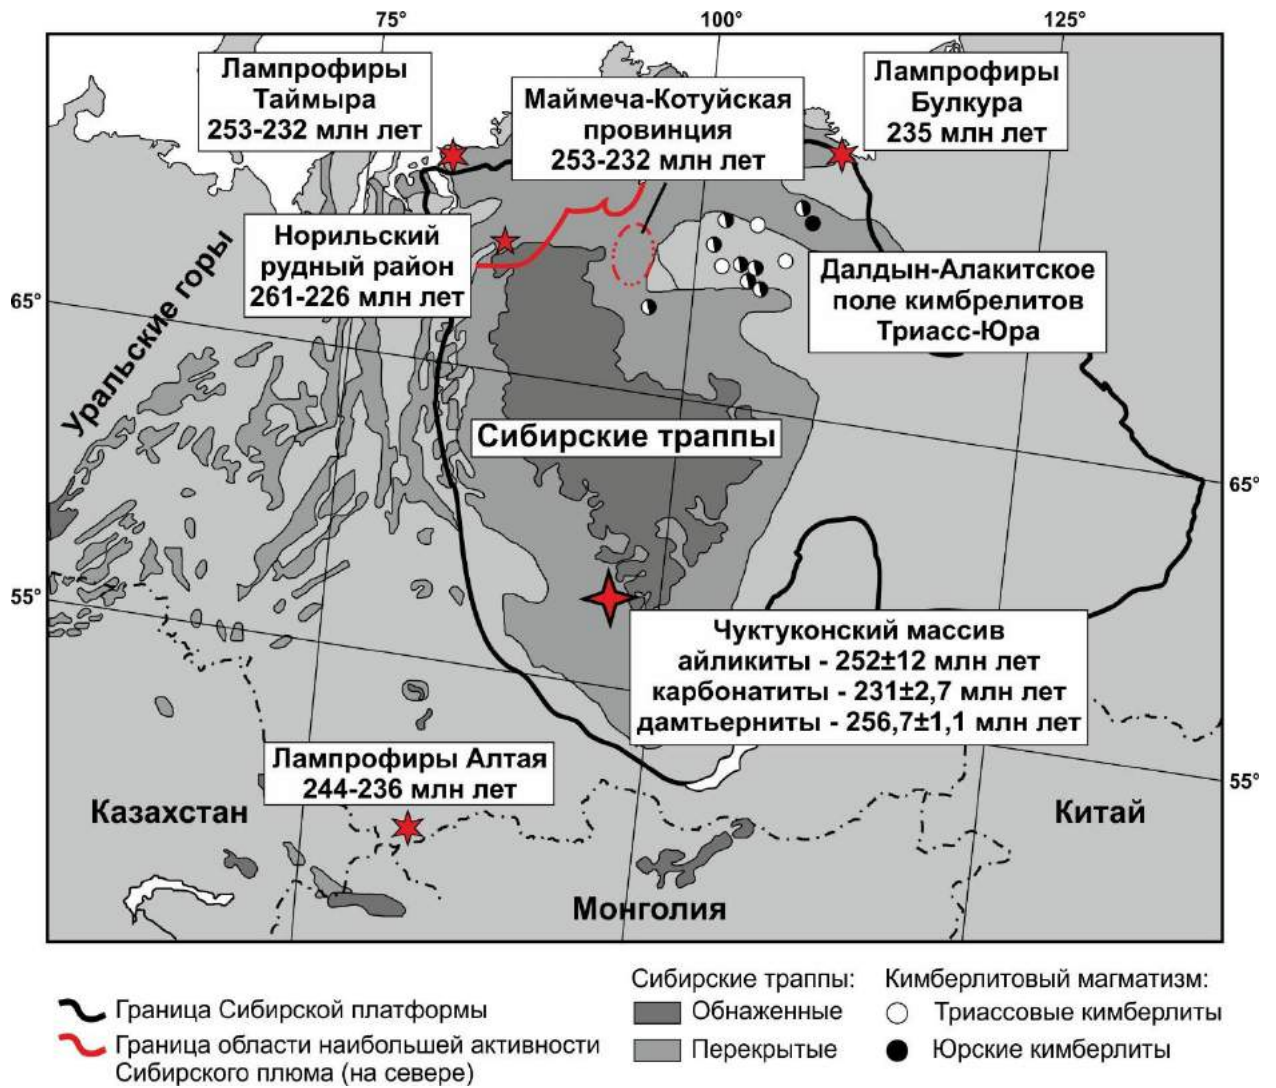 75°
100°
125°
Лампрофиры
Таймыра
253-232 млн лет
Маймеча-Котуйская
провинция
253-232 млн лет
Лампрофиры
Булкура
235 млн лет
Норильский
рудный район
261-226 млн лет
Далдын-Алакитское
поле кимбрелитов
Триасс-Юра
65°
Уральские горы
Сибирские траппы
65°
55°
Чуктуконский массив
айликиты - 252±12 млн лет
карбонатиты - 231±2,7 млн лет
дамтьерниты - 256,7±1,1 млн лет
Лампрофиры Алтая
244-236 млн лет
55°
Казахстан
Китай
Монголия
Граница Сибирской платформы
Граница области наибольшей активности
Сибирского плюма (на севере)
Сибирские траппы:
Обнаженные
Перекрытые
Кимберлитовый магматизм:
Триассовые кимберлиты
Юрские кимберлиты